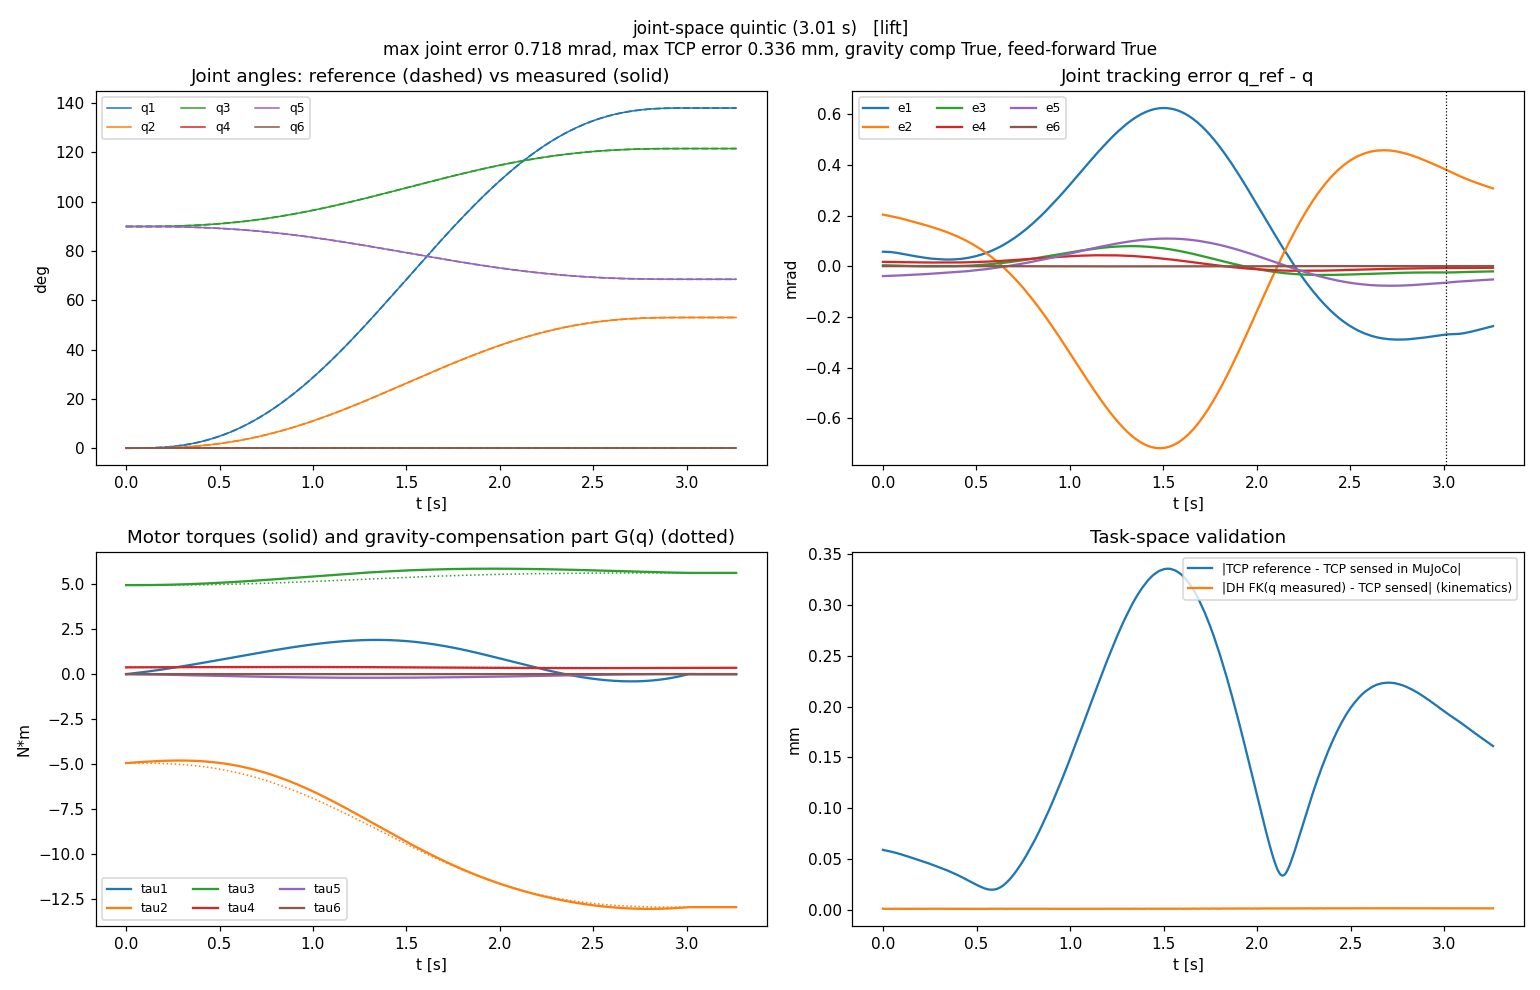 joint-space quintic (3.01 s)   [lift]
max joint error 0.718 mrad, max TCP error 0.336 mm, gravity comp True, feed-forward True
Joint angles: reference (dashed) vs measured (solid)
q1 q3 q5
q2 q4 q6
140
120
100
80
60
40
20
0
deg
0.0 0.5 1.0 1.5 2.0 2.5 3.0
t [s]
Joint tracking error q_ref - q
e1 e3 e5
e2 e4 e6
0.6
0.4
0.2
0.0
−0.2
−0.4
−0.6
mrad
0.0 0.5 1.0 1.5 2.0 2.5 3.0
t [s]
Motor torques (solid) and gravity-compensation part G(q) (dotted)
5.0
2.5
0.0
−2.5
−5.0
−7.5
−10.0
−12.5
N*m
tau1 tau3 tau5
tau2 tau4 tau6
0.0 0.5 1.0 1.5 2.0 2.5 3.0
t [s]
Task-space validation
|TCP reference - TCP sensed in MuJoCo|
|DH FK(q measured) - TCP sensed| (kinematics)
0.35
0.30
0.25
0.20
0.15
0.10
0.05
0.00
mm
0.0 0.5 1.0 1.5 2.0 2.5 3.0
t [s]